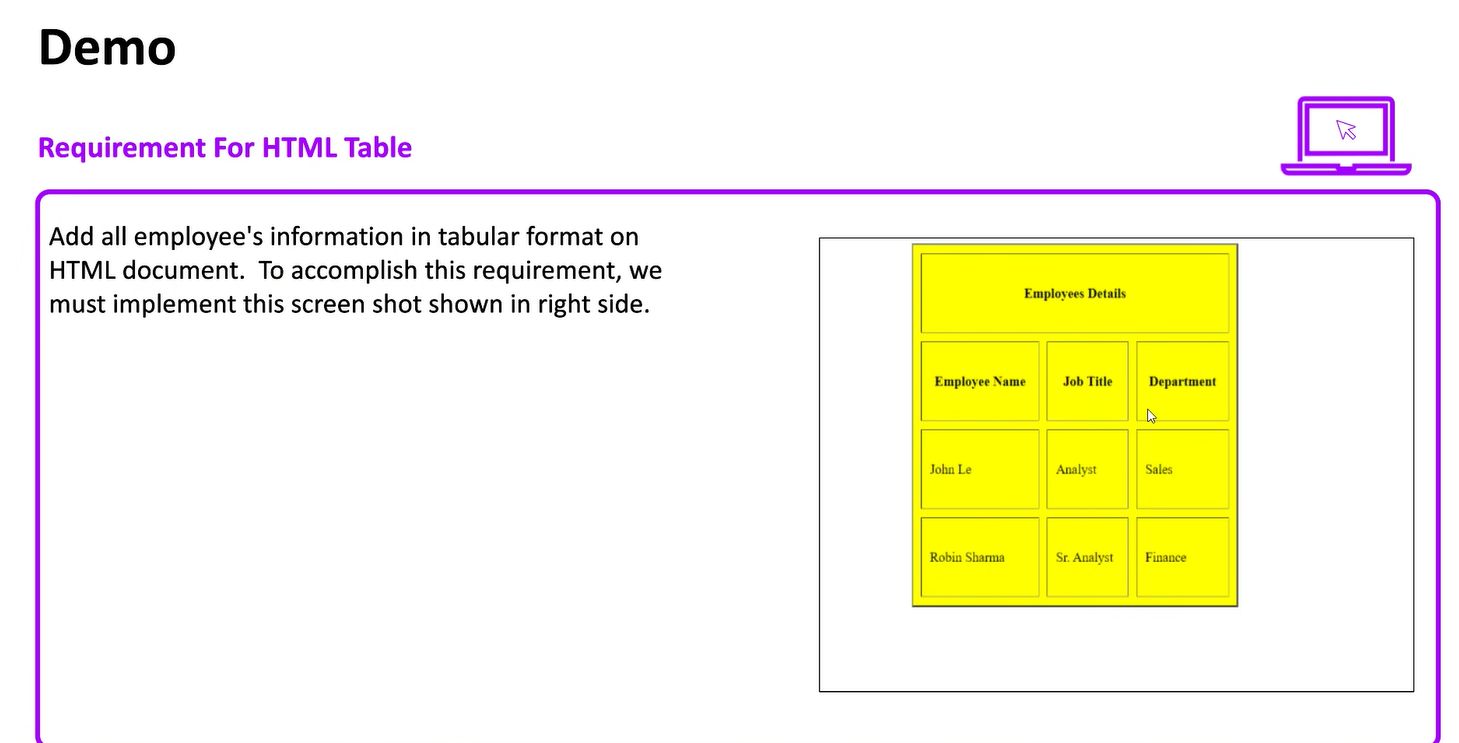 Demo
Requirement For HTML Table
Add all employee's information in tabular format on
HTML document.  To accomplish this requirement, we
must implement this screen shot shown in right side.
Employees Details
Employee Name Job Title Department
John Le Analyst Sales
Robin Sharma Sr. Analyst Finance